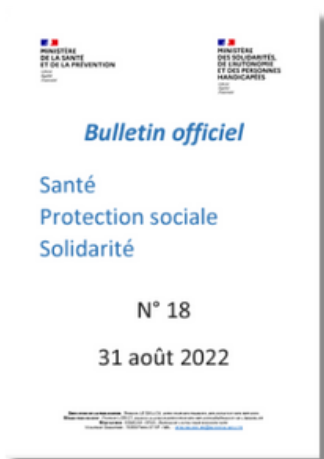 MINISTÈRE
DE LA SANTÉ
ET DE LA PRÉVENTION
MINISTÈRE
DES SOLIDARITÉS,
DE L'AUTONOMIE
ET DES PERSONNES
HANDICAPÉES
Bulletin officiel
Santé
Protection sociale
Solidarité
N° 18
31 août 2022